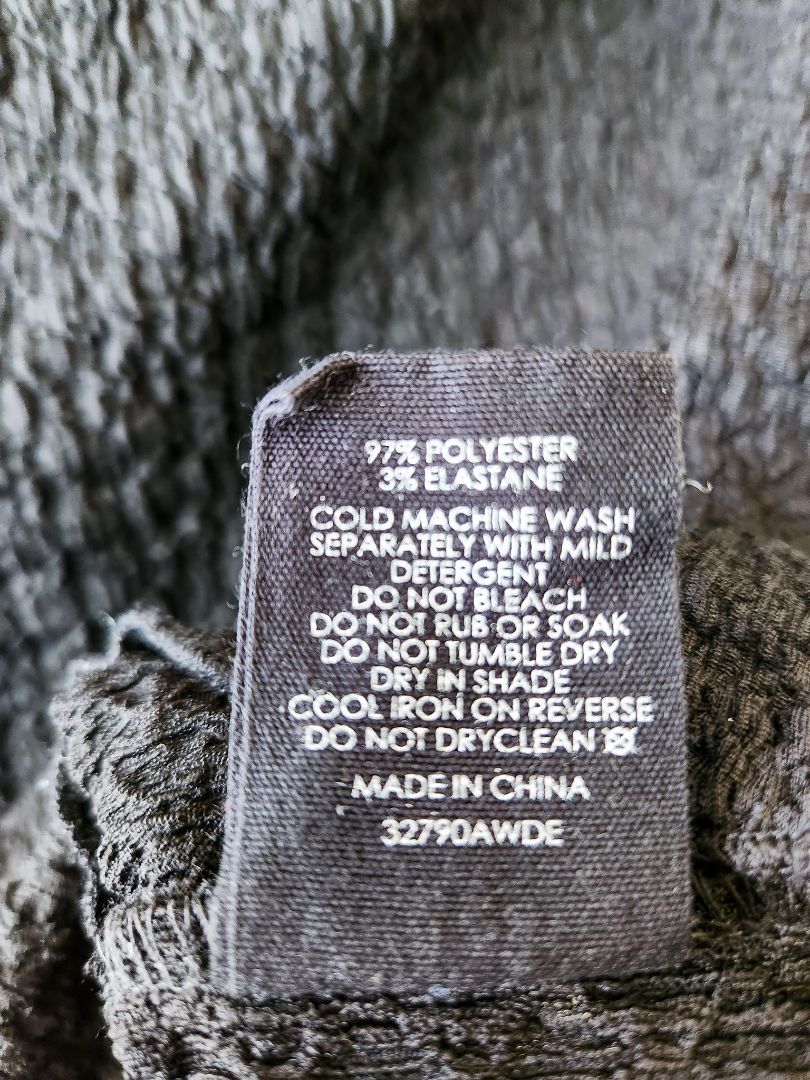 97% POLYESTER
3% ELASTANE
COLD MACHINE WASH
SEPARATELY WITH MILD
DETERGENT
DO NOT BLEACH
DO NOT RUB OR SOAK
DO NOT TUMBLE DRY
DRY IN SHADE
COOL IRON ON REVERSE
DO NOT DRYCLEAN
MADE IN CHINA
32790AWDE